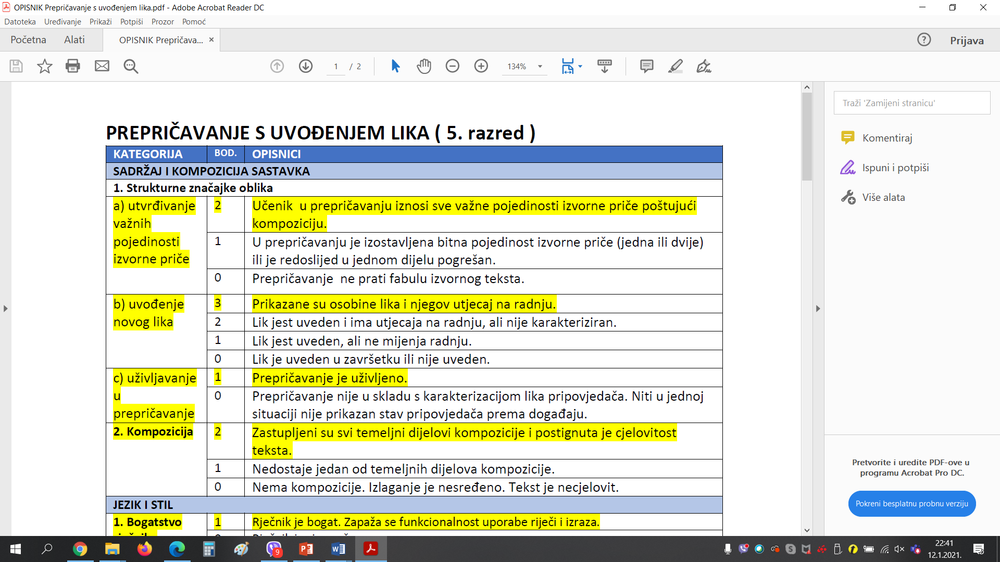 OPISNIK Prepričavanje s uvođenjem lika.pdf - Adobe Acrobat Reader DC
Datoteka Uređivanje Prikaži Potpiši Prozor Pomoć
Početna Alati OPISNIK Prepričava... Prijava
1 / 2 134%
Traži 'Zamijeni stranicu'
Komentiraj
Ispuni i potpiši
Više alata
Pretvorite i uredite PDF-ove u
programu Acrobat Pro DC.
Pokreni besplatnu probnu verziju
PREPRIČAVANJE S UVOĐENJEM LIKA ( 5. razred )
KATEGORIJA BOD. OPISNICI
SADRŽAJ I KOMPOZICIJA SASTAVKA
1. Strukturne značajke oblika
a) utvrđivanje
važnih
pojedinosti
izvorne priče
2 Učenik u prepričavanju iznosi sve važne pojedinosti izvorne priče poštujući
kompoziciju.
1 U prepričavanju je izostavljena bitna pojedinost izvorne priče (jedna ili dvije)
ili je redoslijed u jednom dijelu pogrešan.
0 Prepričavanje ne prati fabulu izvornog teksta.
b) uvođenje
novog lika
3 Prikazane su osobine lika i njegov utjecaj na radnju.
2 Lik jest uveden i ima utjecaja na radnju, ali nije karakteriziran.
1 Lik jest uveden, ali ne mijenja radnju.
0 Lik je uveden u završetku ili nije uveden.
c) uživljavanje
u
prepričavanje
1 Prepričavanje je uživljeno.
0 Prepričavanje nije u skladu s karakterizacijom lika pripovjedača. Niti u jednoj
situaciji nije prikazan stav pripovjedača prema događaju.
2. Kompozicija
2 Zastupljeni su svi temeljni dijelovi kompozicije i postignuta je cjelovitost
teksta.
1 Nedostaje jedan od temeljnih dijelova kompozicije.
0 Nema kompozicije. Izlaganje je nesređeno. Tekst je necjelovit.
JEZIK I STIL
1. Bogatstvo
1 Rječnik je bogat. Zapaža se funkcionalnost uporabe riječi i izraza.
9
22:41
12.1.2021.